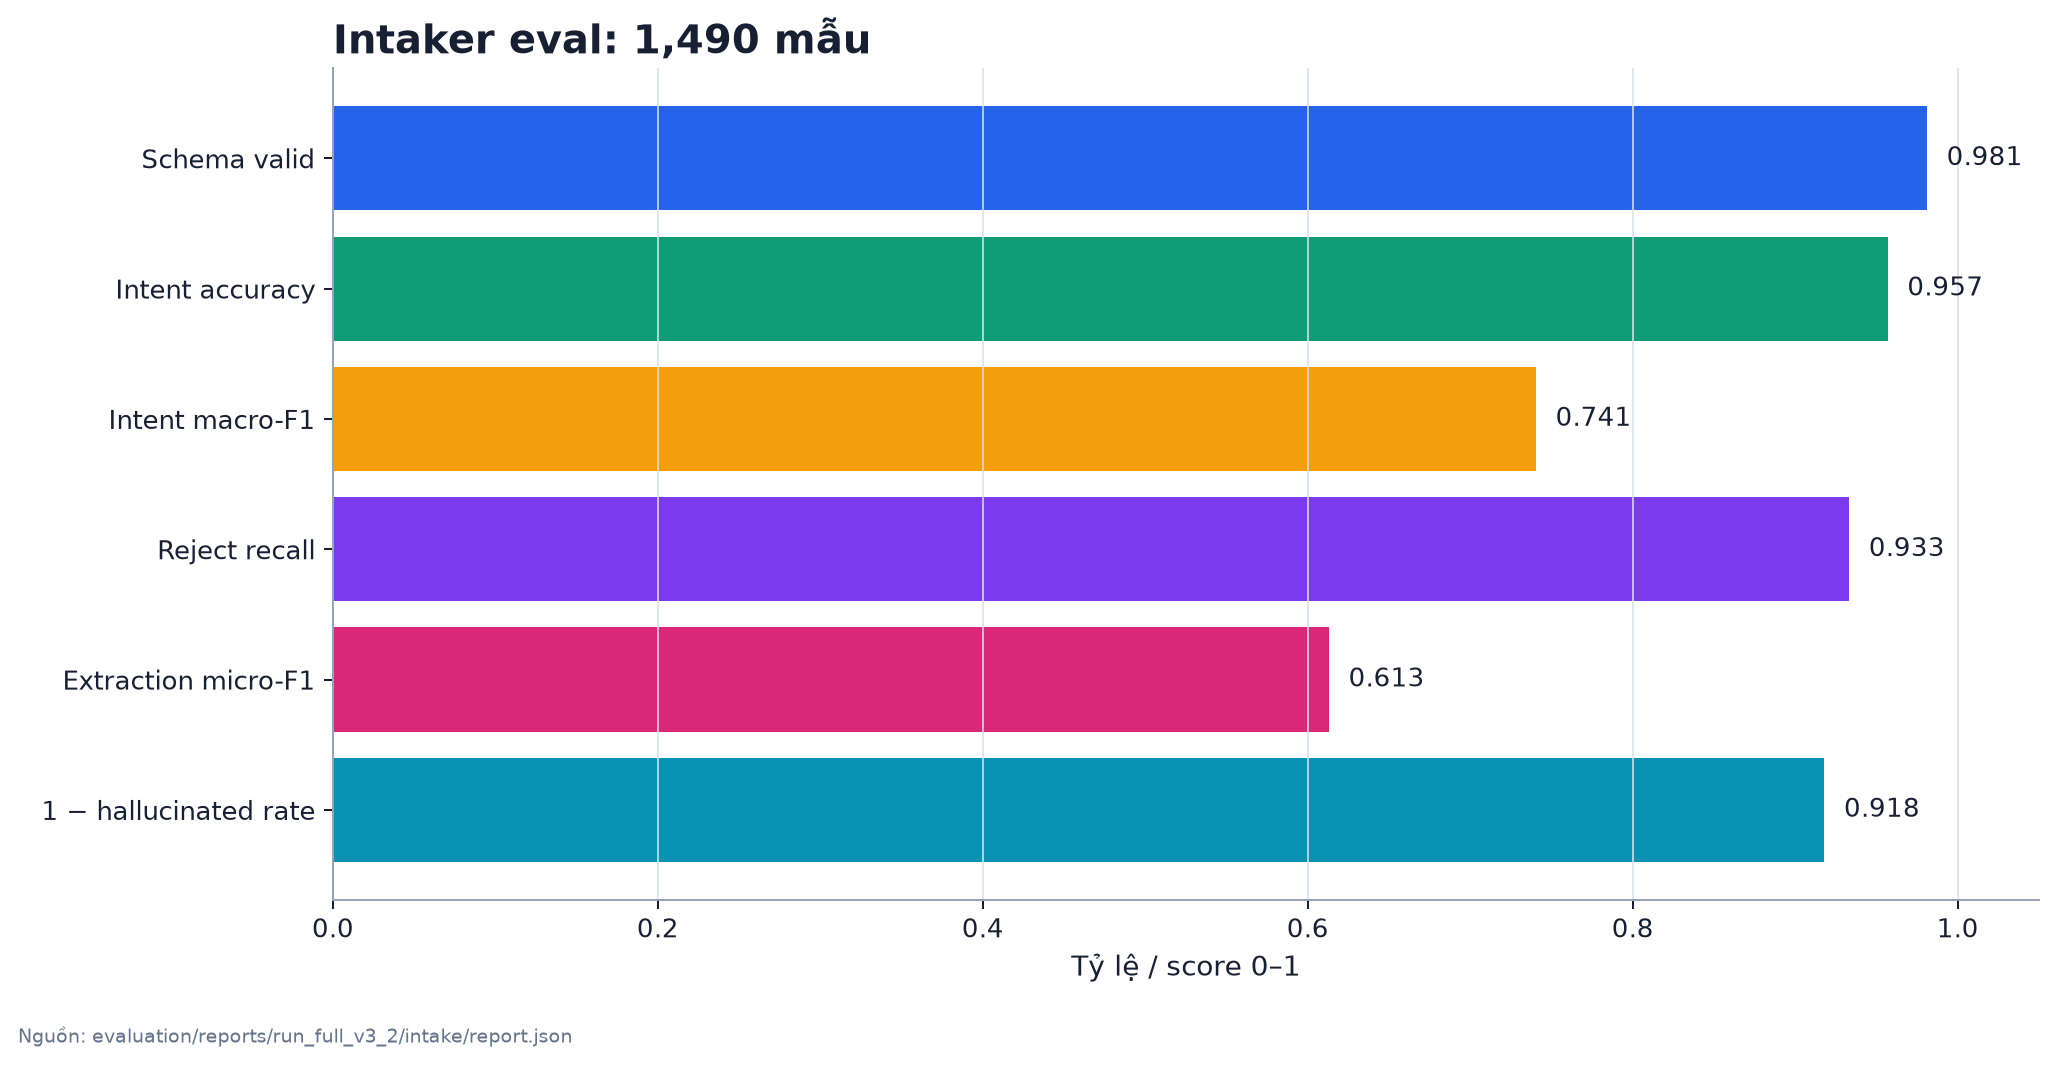 Intaker eval: 1,490 mẫu
Schema valid
0.981
Intent accuracy
0.957
Intent macro-F1
0.741
Reject recall
0.933
Extraction micro-F1
0.613
1 − hallucinated rate
0.918
0.0 0.2 0.4 0.6 0.8 1.0
Tỷ lệ / score 0–1
Nguồn: evaluation/reports/run_full_v3_2/intake/report.json